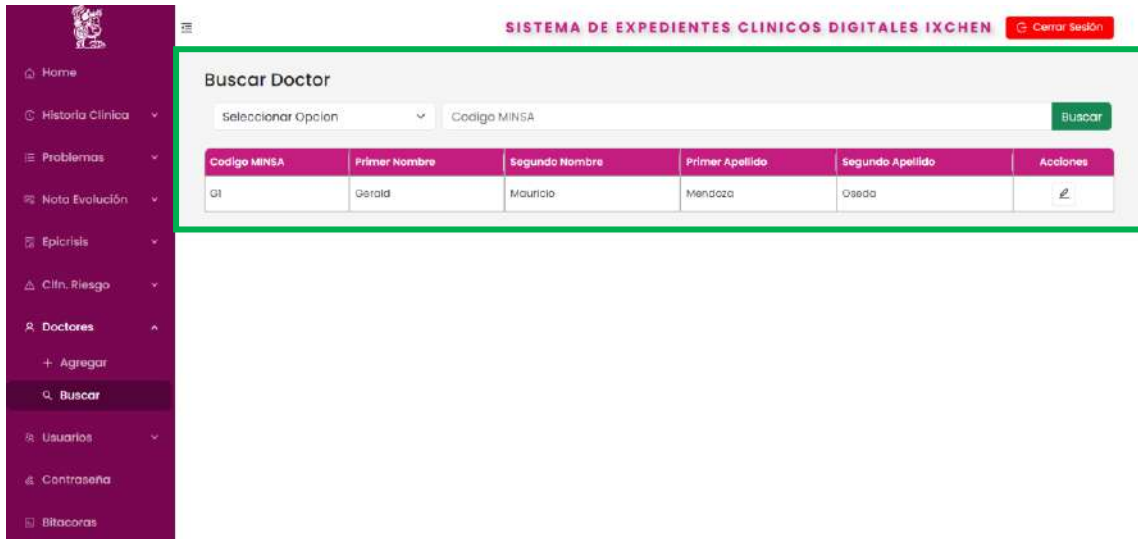 SISTEMA DE EXPEDIENTES CLINICOS DIGITALES IXCHEN
Cerrar Sesión
Home
Historia Clinica
Problemas
Nota Evolución
Epicrisis
Clfn. Riesgo
Doctores
+ Agregar
Buscar
Usuarios
Contraseña
Bitacoras
Buscar Doctor
Seleccionar Opcion Codigo MINSA Buscar
Codigo MINSA Primer Nombre Segundo Nombre Primer Apellido Segundo Apellido Acciones
G1 Gerald Mauricio Mendoza Oseda